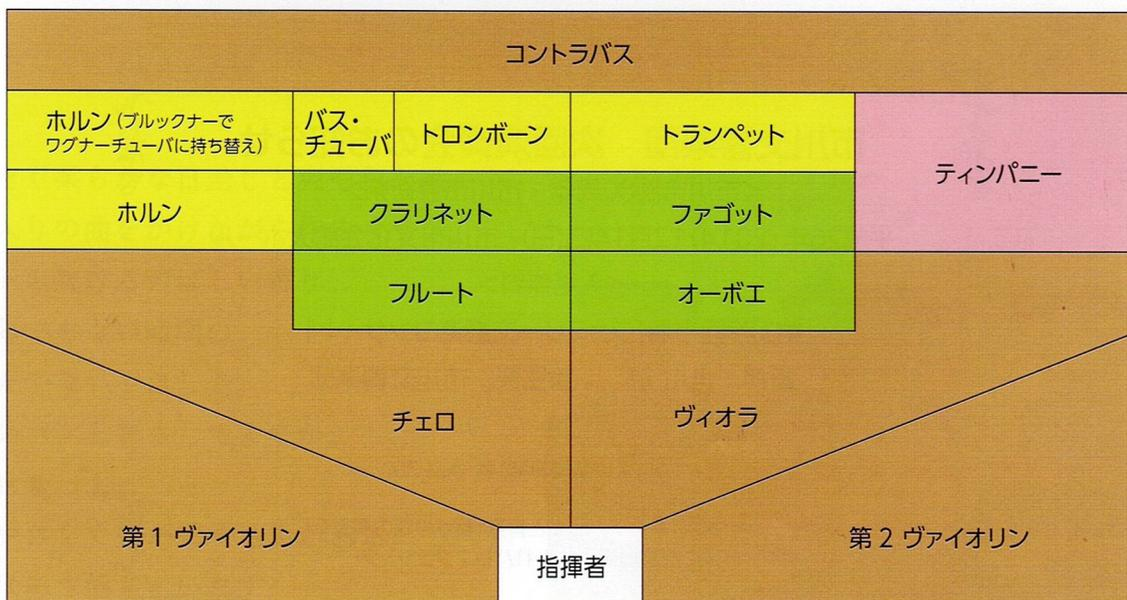 コントラバス
ホルン（ブルックナーで
ワグナーチューバに持ち替え）
バス・
チューバ
トロンボーン
トランペット
ティンパニー
ホルン
クラリネット
ファゴット
フルート
オーボエ
チェロ
ヴィオラ
第1 ヴァイオリン
第2 ヴァイオリン
指揮者